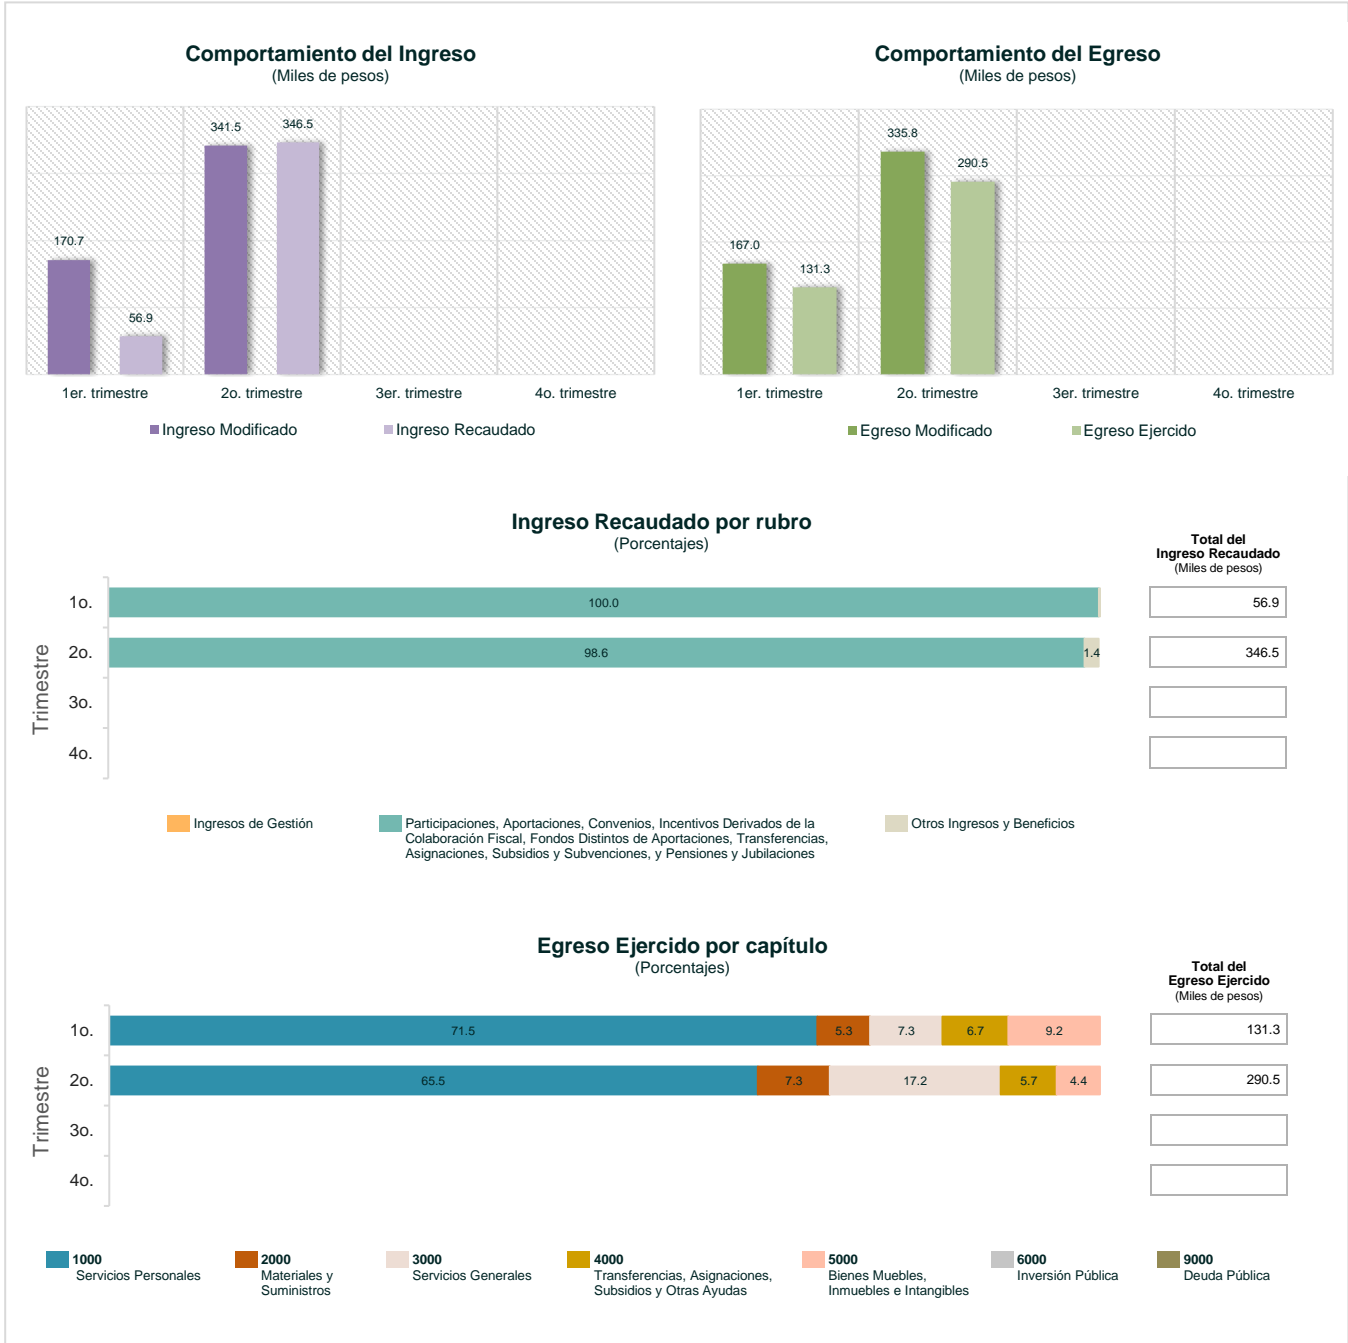 Comportamiento del Ingreso
(Miles de pesos)
170.7
56.9
341.5
346.5
1er. trimestre
2o. trimestre
3er. trimestre
4o. trimestre
Ingreso Modificado
Ingreso Recaudado
Comportamiento del Egreso
(Miles de pesos)
167.0
131.3
335.8
290.5
1er. trimestre
2o. trimestre
3er. trimestre
4o. trimestre
Egreso Modificado
Egreso Ejercido
Ingreso Recaudado por rubro
(Porcentajes)
Total del
Ingreso Recaudado
(Miles de pesos)
Trimestre
1o.
100.0
56.9
2o.
98.6
1.4
346.5
3o.
4o.
Ingresos de Gestión
Participaciones, Aportaciones, Convenios, Incentivos Derivados de la
Colaboración Fiscal, Fondos Distintos de Aportaciones, Transferencias,
Asignaciones, Subsidios y Subvenciones, y Pensiones y Jubilaciones
Otros Ingresos y Beneficios
Egreso Ejercido por capítulo
(Porcentajes)
Total del
Egreso Ejercido
(Miles de pesos)
Trimestre
1o.
71.5
5.3
7.3
6.7
9.2
131.3
2o.
65.5
7.3
17.2
5.7
4.4
290.5
3o.
4o.
1000
Servicios Personales
2000
Materiales y
Suministros
3000
Servicios Generales
4000
Transferencias, Asignaciones,
Subsidios y Otras Ayudas
5000
Bienes Muebles,
Inmuebles e Intangibles
6000
Inversión Pública
9000
Deuda Pública